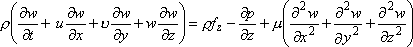 ρ(∂w/∂t + u ∂w/∂x + υ ∂w/∂y + w ∂w/∂z) = ρf_z − ∂p/∂z + μ(∂²w/∂x² + ∂²w/∂y² + ∂²w/∂z²)